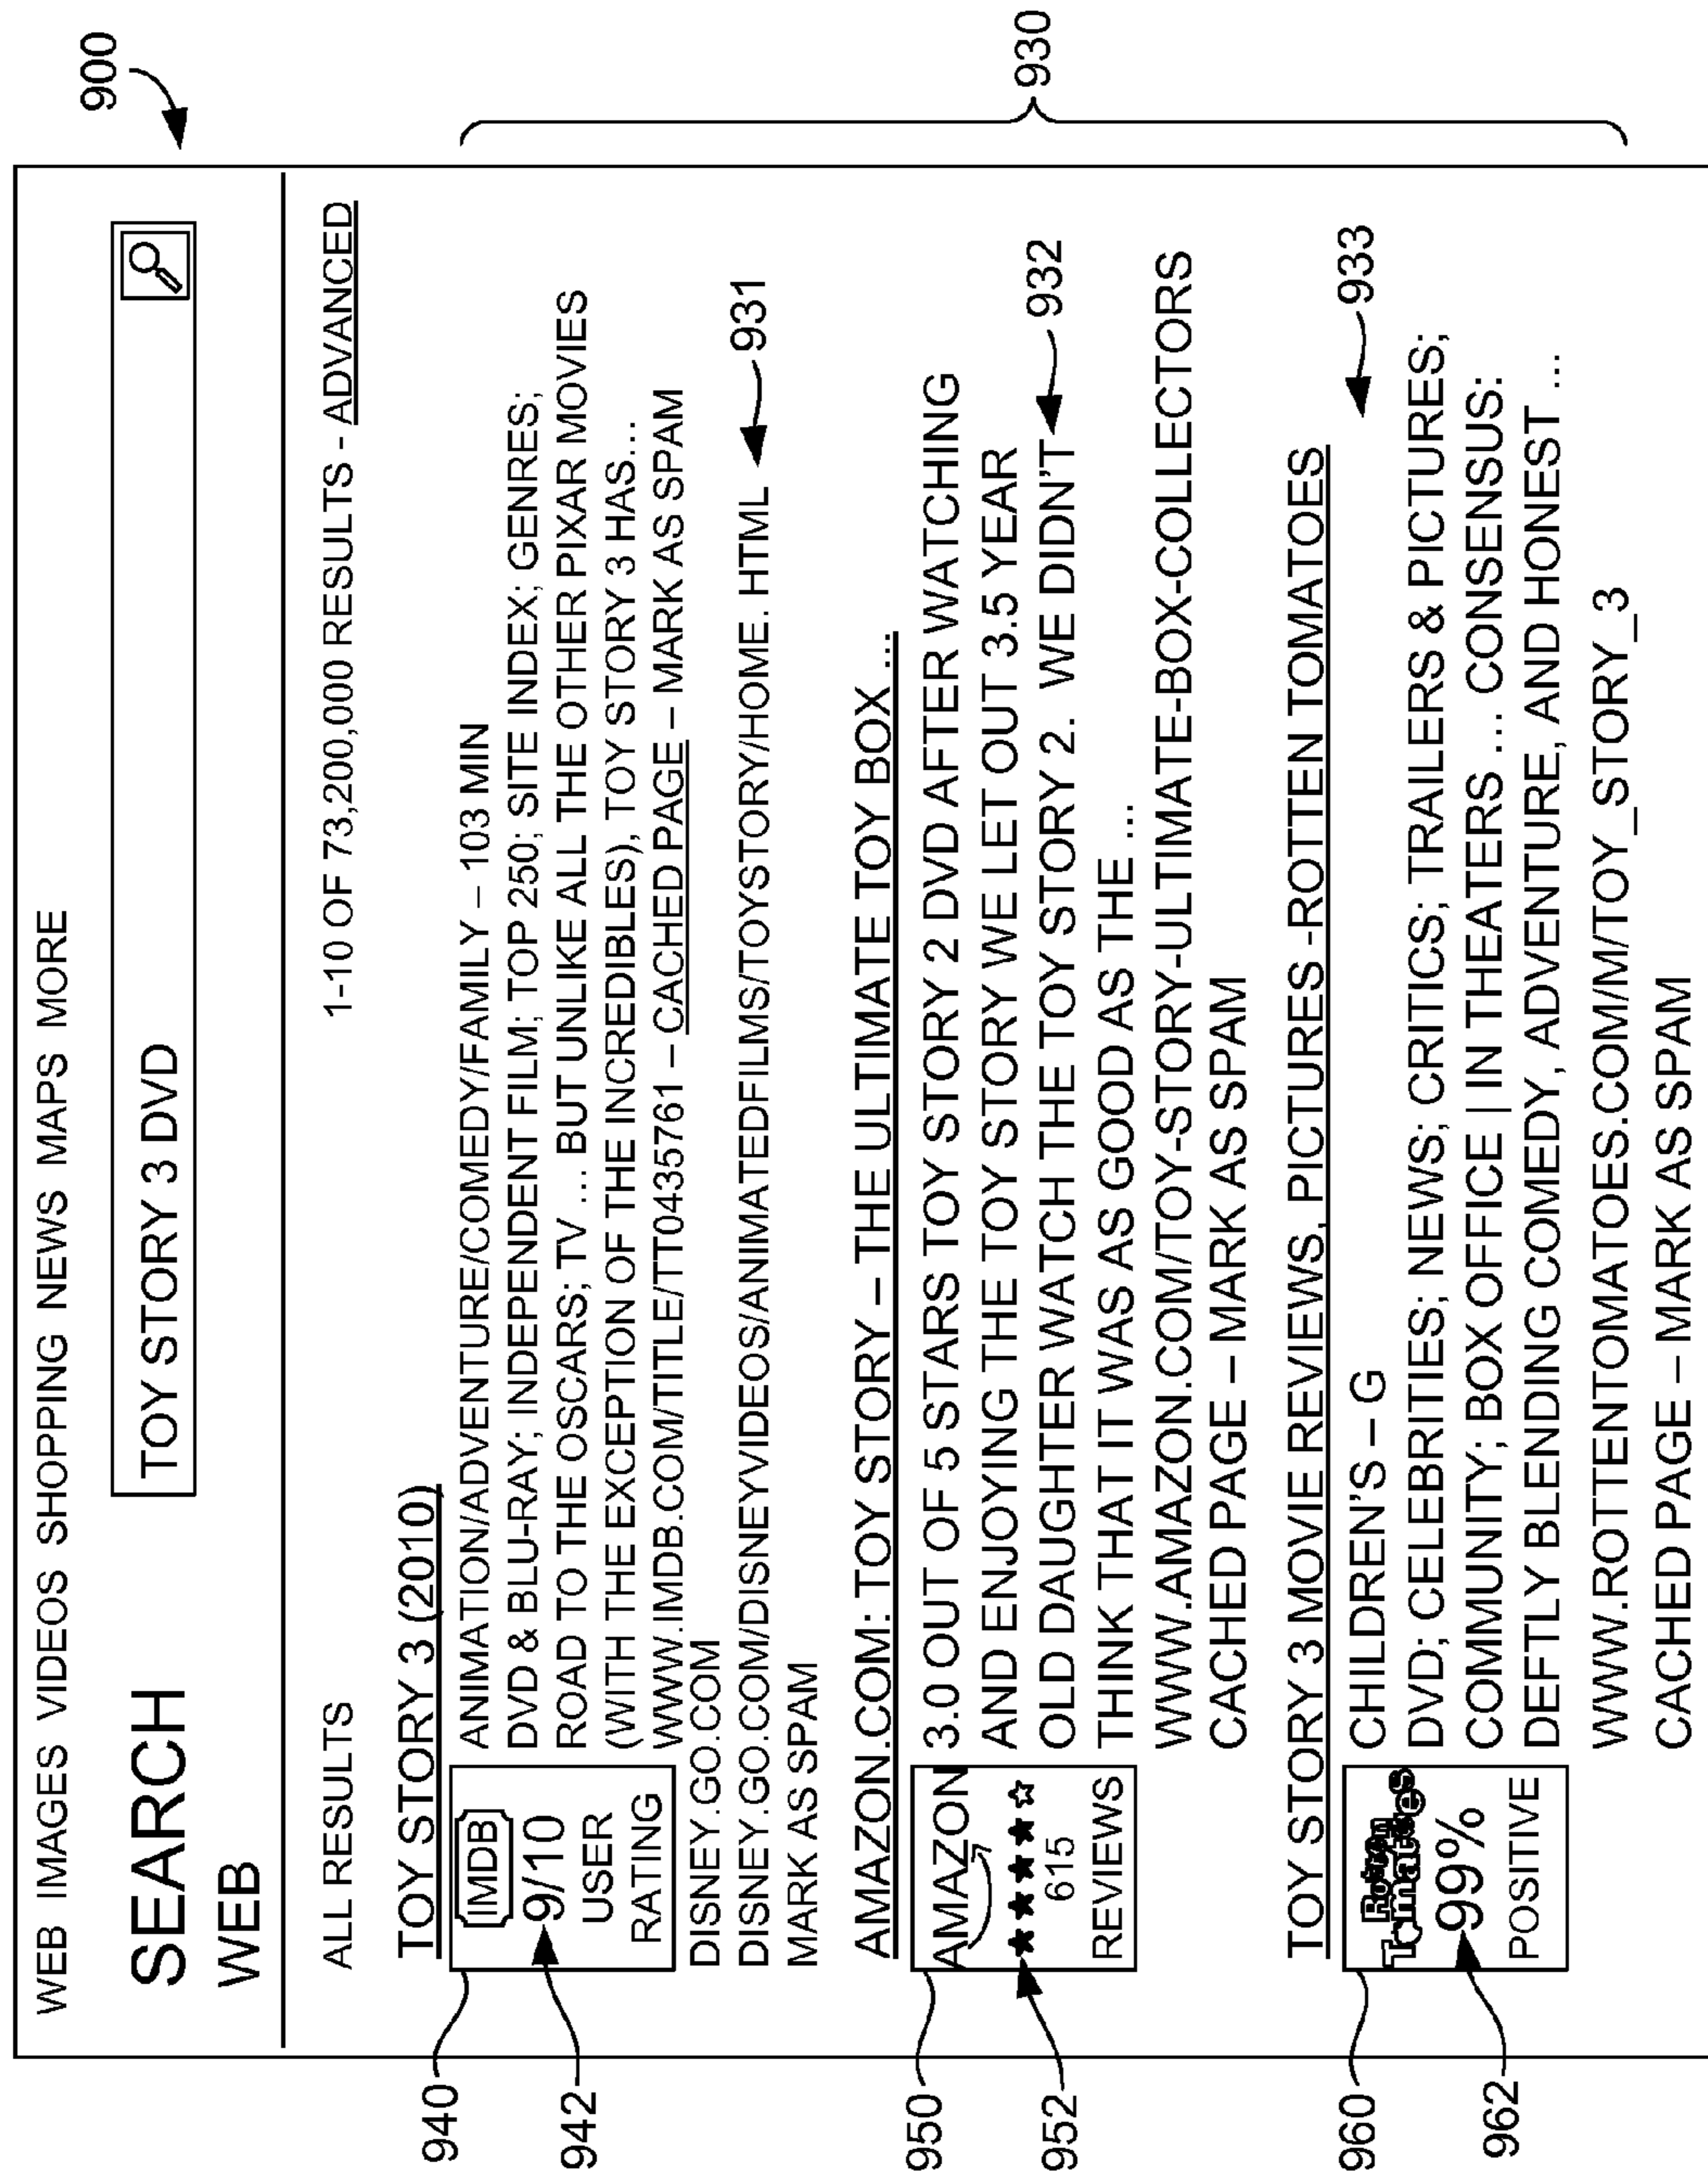 900
WEB IMAGES VIDEOS SHOPPING NEWS MAPS MORE
SEARCH
TOY STORY 3 DVD
WEB
ALL RESULTS
1-10 OF 73,200,000 RESULTS - ADVANCED
TOY STORY 3 (2010)
940
942
IMDB
9/10
USER
RATING
ANIMATION/ADVENTURE/COMEDY/FAMILY – 103 MIN
DVD & BLU-RAY; INDEPENDENT FILM; TOP 250; SITE INDEX; GENRES;
ROAD TO THE OSCARS; TV ... BUT UNLIKE ALL THE OTHER PIXAR MOVIES
(WITH THE EXCEPTION OF THE INCREDIBLES), TOY STORY 3 HAS...
WWW.IMDB.COM/TITLE/TT0435761 – CACHED PAGE – MARK AS SPAM
DISNEY.GO.COM
DISNEY.GO.COM/DISNEYVIDEOS/ANIMATEDFILMS/TOYSTORY/HOME. HTML
931
MARK AS SPAM
930
AMAZON.COM: TOY STORY – THE ULTIMATE TOY BOX ...
950
952
AMAZON
615
REVIEWS
3.0 OUT OF 5 STARS TOY STORY 2 DVD AFTER WATCHING
AND ENJOYING THE TOY STORY WE LET OUT 3.5 YEAR
OLD DAUGHTER WATCH THE TOY STORY 2. WE DIDN'T
932
THINK THAT IT WAS AS GOOD AS THE ...
WWW.AMAZON.COM/TOY-STORY-ULTIMATE-BOX-COLLECTORS
CACHED PAGE – MARK AS SPAM
TOY STORY 3 MOVIE REVIEWS, PICTURES -ROTTEN TOMATOES
933
960
962
Rotten
Tomatoes
99%
POSITIVE
CHILDREN'S – G
DVD; CELEBRITIES; NEWS; CRITICS; TRAILERS & PICTURES;
COMMUNITY; BOX OFFICE | IN THEATERS ... CONSENSUS:
DEFTLY BLENDING COMEDY, ADVENTURE, AND HONEST ...
WWW.ROTTENTOMATOES.COM/M/TOY_STORY_3
CACHED PAGE – MARK AS SPAM